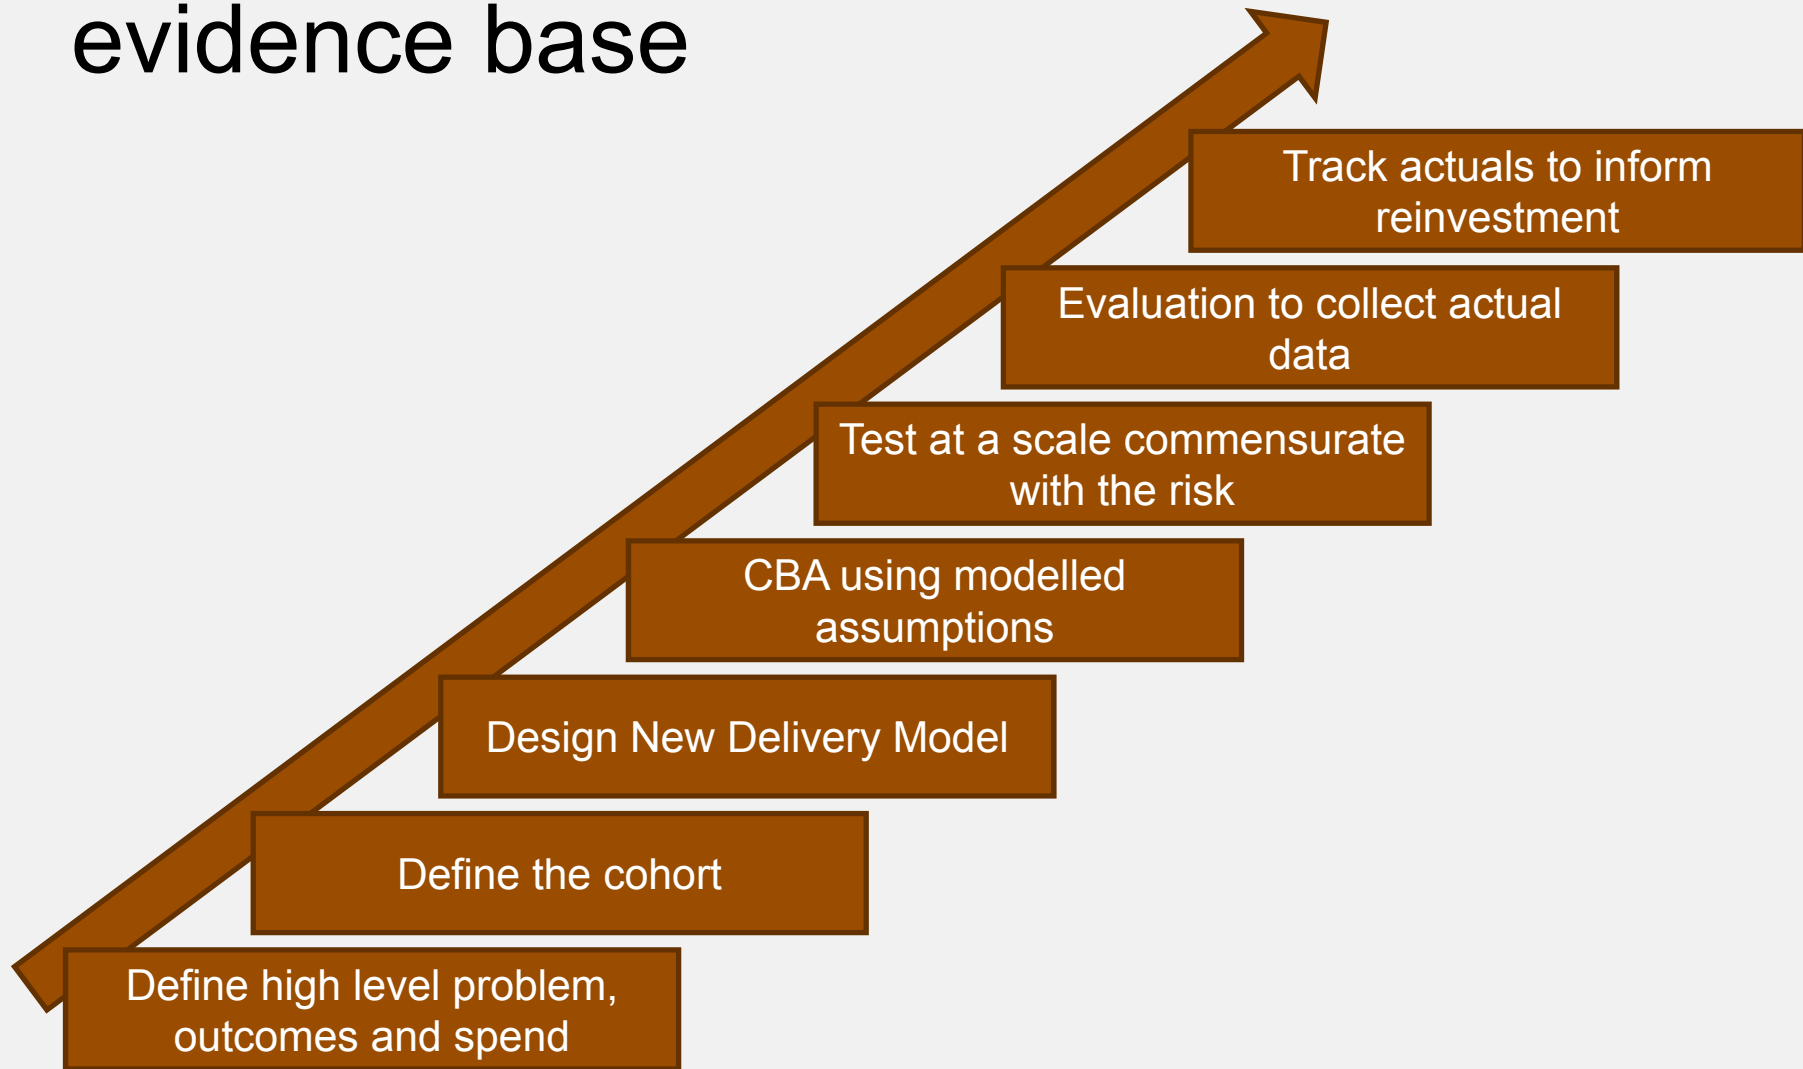 evidence base
Track actuals to inform
reinvestment
Evaluation to collect actual
data
Test at a scale commensurate
with the risk
CBA using modelled
assumptions
Design New Delivery Model
Define the cohort
Define high level problem,
outcomes and spend